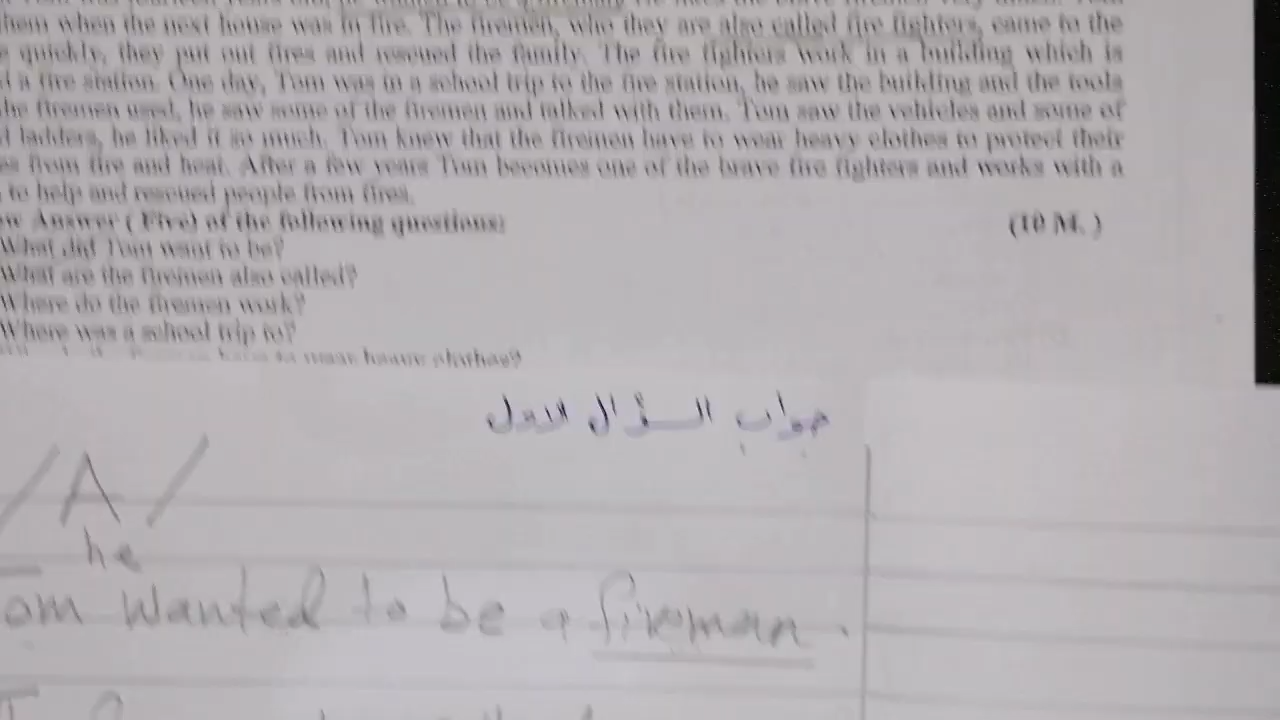 them when the next house was in fire. The firemen, who they are also called fire fighters, came to the
quickly, they put out fires and rescued the family. The fire fighters work in a building which is
a fire station. One day, Tom was in a school trip to the fire station, he saw the building and the tools
the firemen used, he saw some of the firemen and talked with them. Tom saw the vehicles and some of
ladders, he liked it so much. Tom knew that the firemen have to wear heavy clothes to protect their
from fire and heat. After a few years Tom becomes one of the brave fire fighters and works with a
to help and rescued people from fires.
Answer ( Five) of the following questions: (10 M. )
What did Tom want to be?
What are the firemen also called?
Where do the firemen work?
Where was a school trip to?
to wear heavy clothes?
جواب السؤال الاول
/A/
he
Tom wanted to be a fireman.